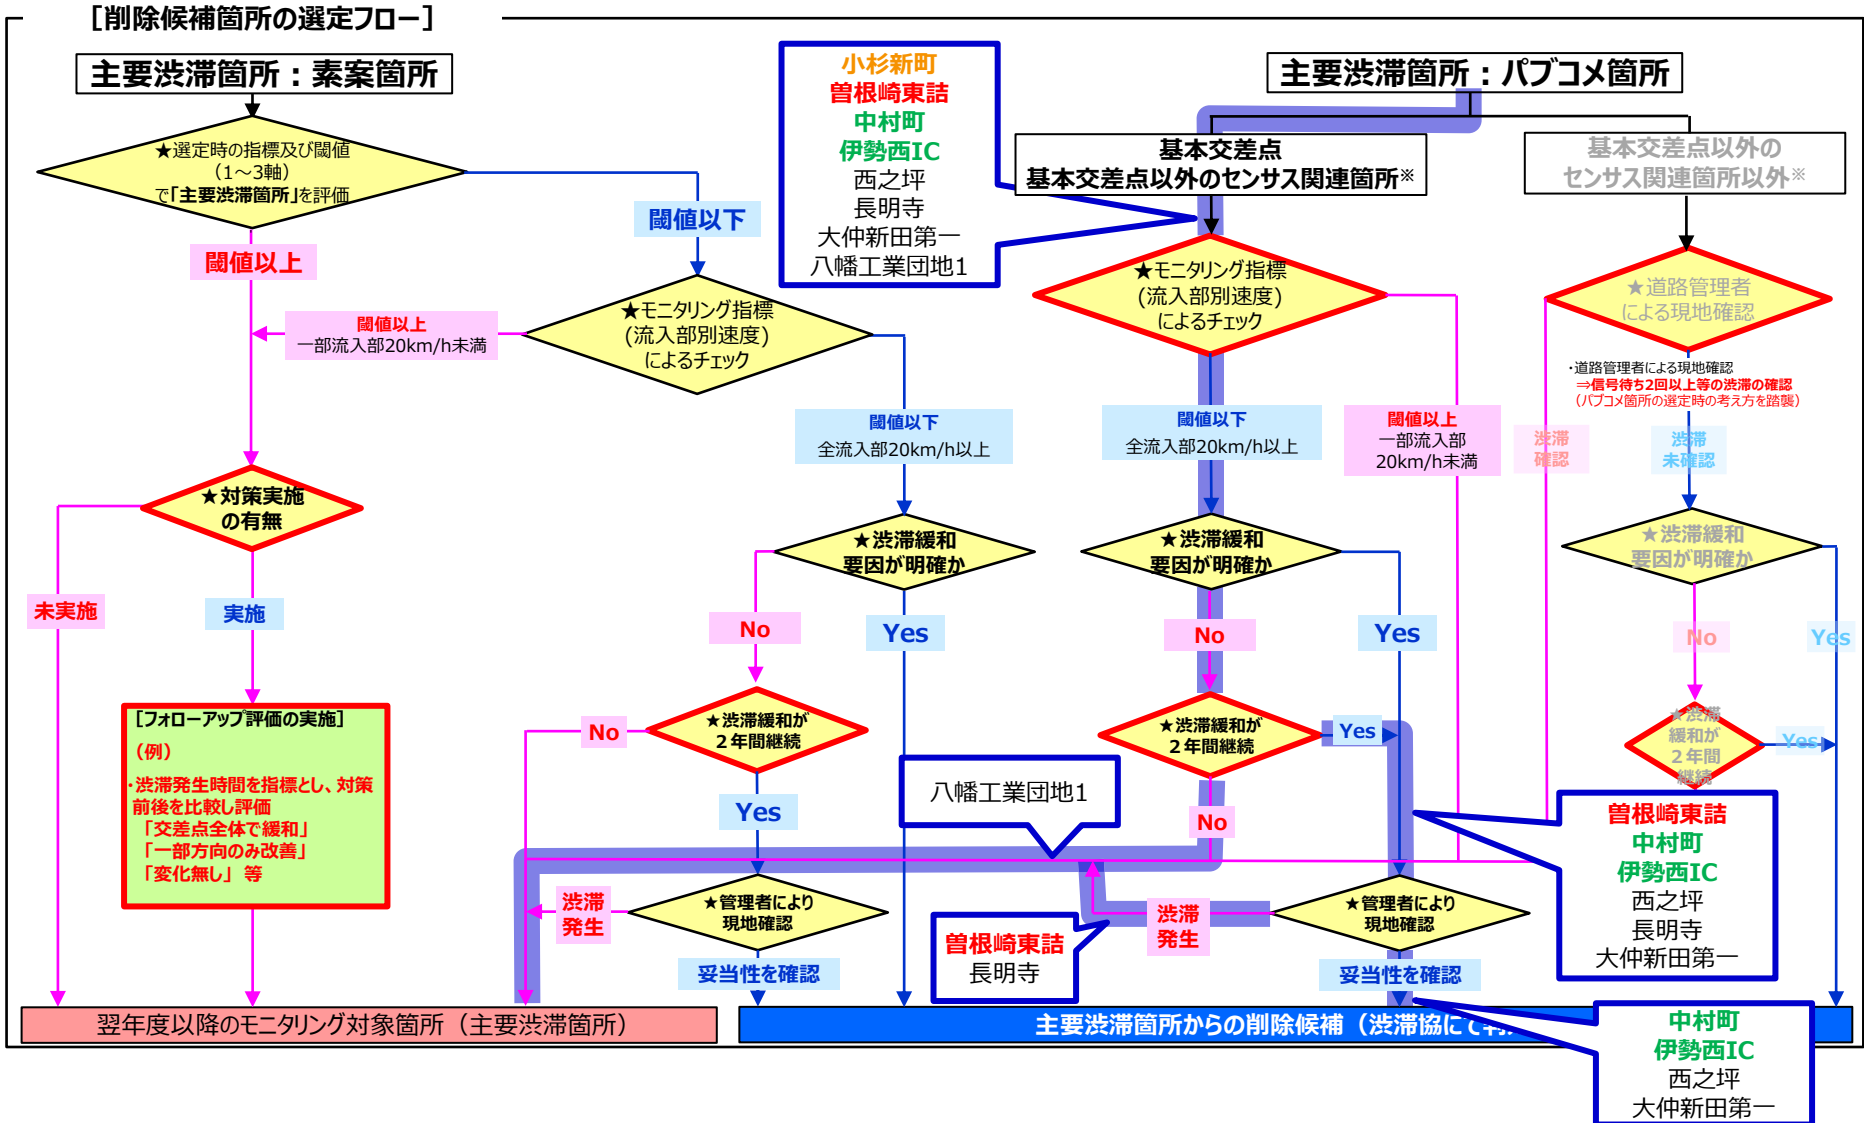 ［削除候補箇所の選定フロー］
主要渋滞箇所：素案箇所
★選定時の指標及び閾値
（1～3軸）
で「主要渋滞箇所」を評価
閾値以下
閾値以上
★モニタリング指標
(流入部別速度)
によるチェック
閾値以上
一部流入部20km/h未満
閾値以下
全流入部20km/h以上
★対策実施
の有無
未実施
実施
［フォローアップ評価の実施］
（例）
・渋滞発生時間を指標とし、対策
前後を比較し評価
「交差点全体で緩和」
「一部方向のみ改善」
「変化無し」等
★渋滞緩和
要因が明確か
No
Yes
★渋滞緩和が
２年間継続
No
Yes
★管理者により
現地確認
渋滞
発生
妥当性を確認
小杉新町
曽根崎東詰
中村町
伊勢西IC
西之坪
長明寺
大仲新田第一
八幡工業団地1
主要渋滞箇所：パブコメ箇所
基本交差点
基本交差点以外のセンサス関連箇所※
★モニタリング指標
(流入部別速度)
によるチェック
閾値以下
全流入部20km/h以上
閾値以上
一部流入部
20km/h未満
★渋滞緩和
要因が明確か
No
Yes
★渋滞緩和が
２年間継続
Yes
No
八幡工業団地1
曽根崎東詰
中村町
伊勢西IC
西之坪
長明寺
大仲新田第一
★管理者により
現地確認
渋滞
発生
曽根崎東詰
長明寺
妥当性を確認
基本交差点以外の
センサス関連箇所以外※
★道路管理者
による現地確認
・道路管理者による現地確認
⇒信号待ち2回以上等の渋滞の確認
（パブコメ箇所の選定時の考え方を踏襲）
渋滞
確認
渋滞
未確認
★渋滞緩和
要因が明確か
No
Yes
★渋滞
緩和が
２年間
継続
Yes
翌年度以降のモニタリング対象箇所（主要渋滞箇所）
主要渋滞箇所からの削除候補（渋滞協にて
中村町
伊勢西IC
西之坪
大仲新田第一